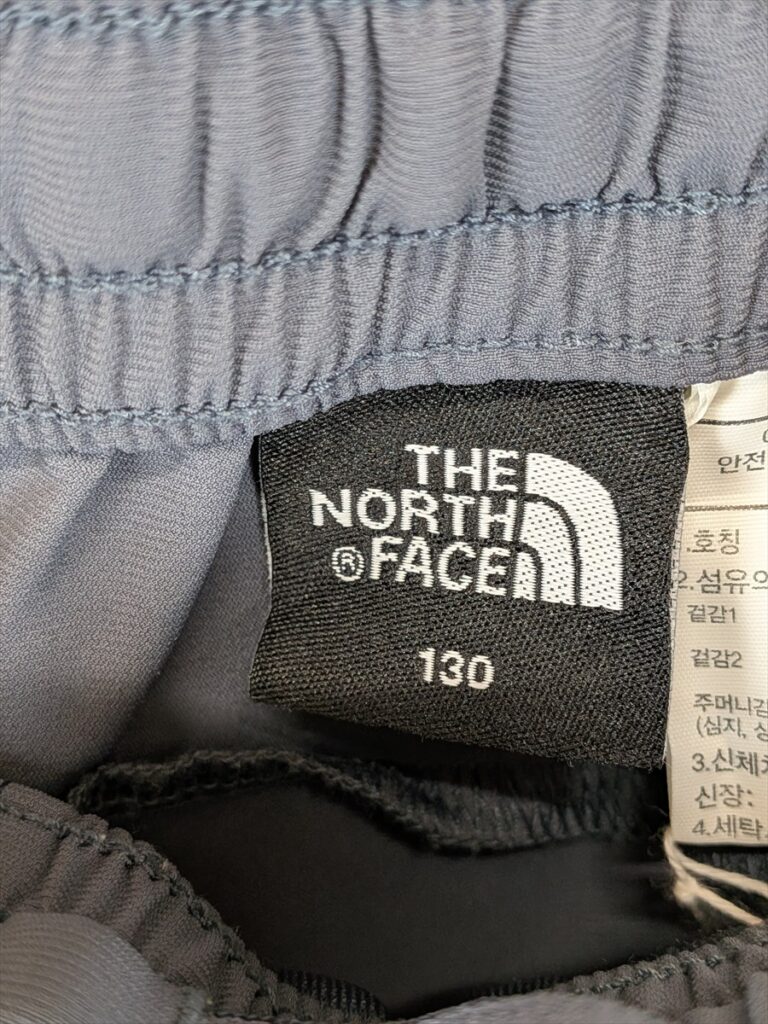 THE
NORTH
®FACE
130
안전
.호칭
2.섬유의
겉감1
겉감2
주머니감
(심지,
3.신체
신장:
4.세탁